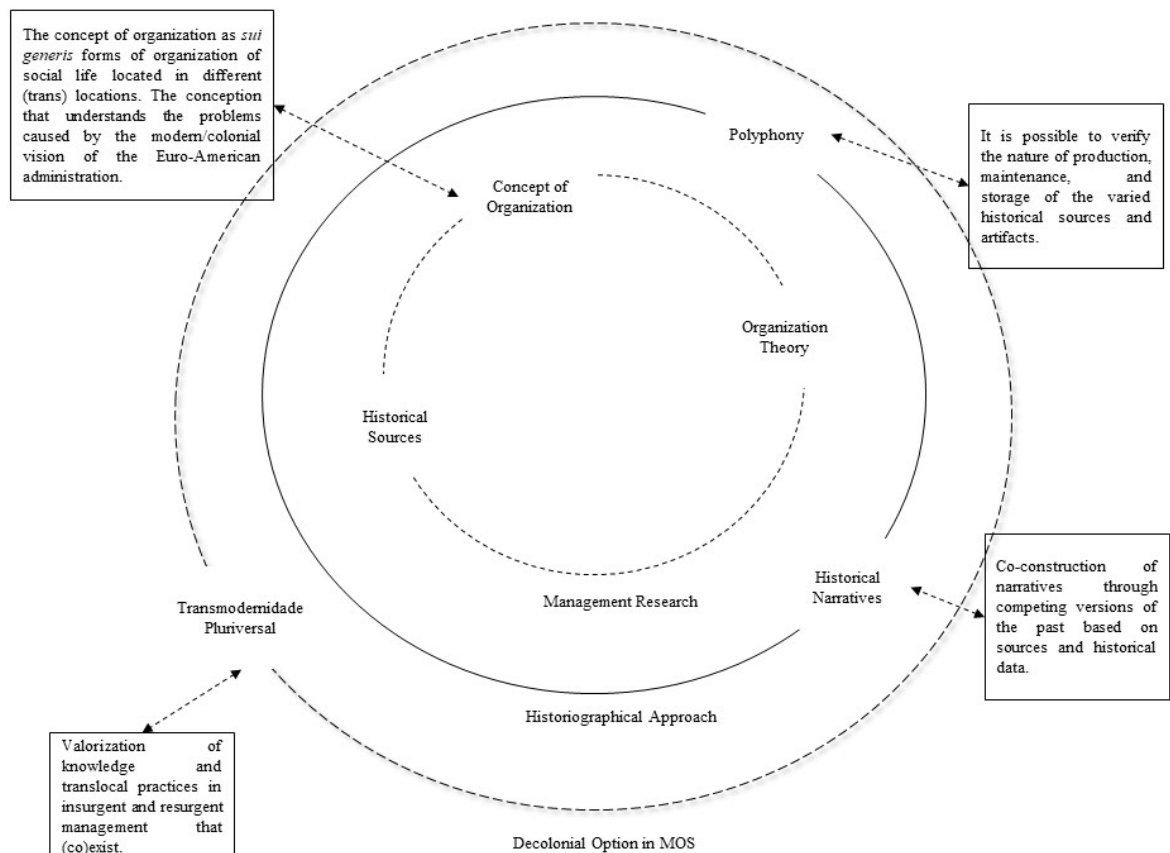 The concept of organization as sui
generis forms of organization of
social life located in different
(trans) locations. The conception
that understands the problems
caused by the modern/colonial
vision of the Euro-American
administration.
Polyphony
It is possible to verify
the nature of production,
maintenance, and
storage of the varied
historical sources and
artifacts.
Concept of
Organization
Organization
Theory
Historical
Sources
Management Research
Historical
Narratives
Co-construction of
narratives through
competing versions of
the past based on
sources and historical
data.
Transmodernidade
Pluriversal
Historiographical Approach
Valorization of
knowledge and
translocal practices in
insurgent and resurgent
management that
(co)exist.
Decolonial Option in MOS